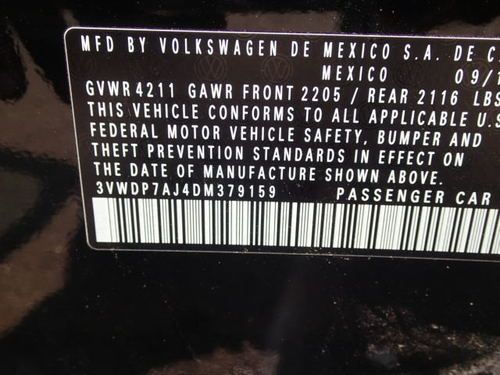 MFD BY VOLKSWAGEN DE MEXICO S.A. DE C
MEXICO 09/
GVWR 4211 GAWR FRONT 2205 / REAR 2116 LBS
THIS VEHICLE CONFORMS TO ALL APPLICABLE U.S
FEDERAL MOTOR VEHICLE SAFETY, BUMPER AND
THEFT PREVENTION STANDARDS IN EFFECT ON
THE DATE OF MANUFACTURE SHOWN ABOVE.
3VWDP7AJ4DM379159 PASSENGER CAR